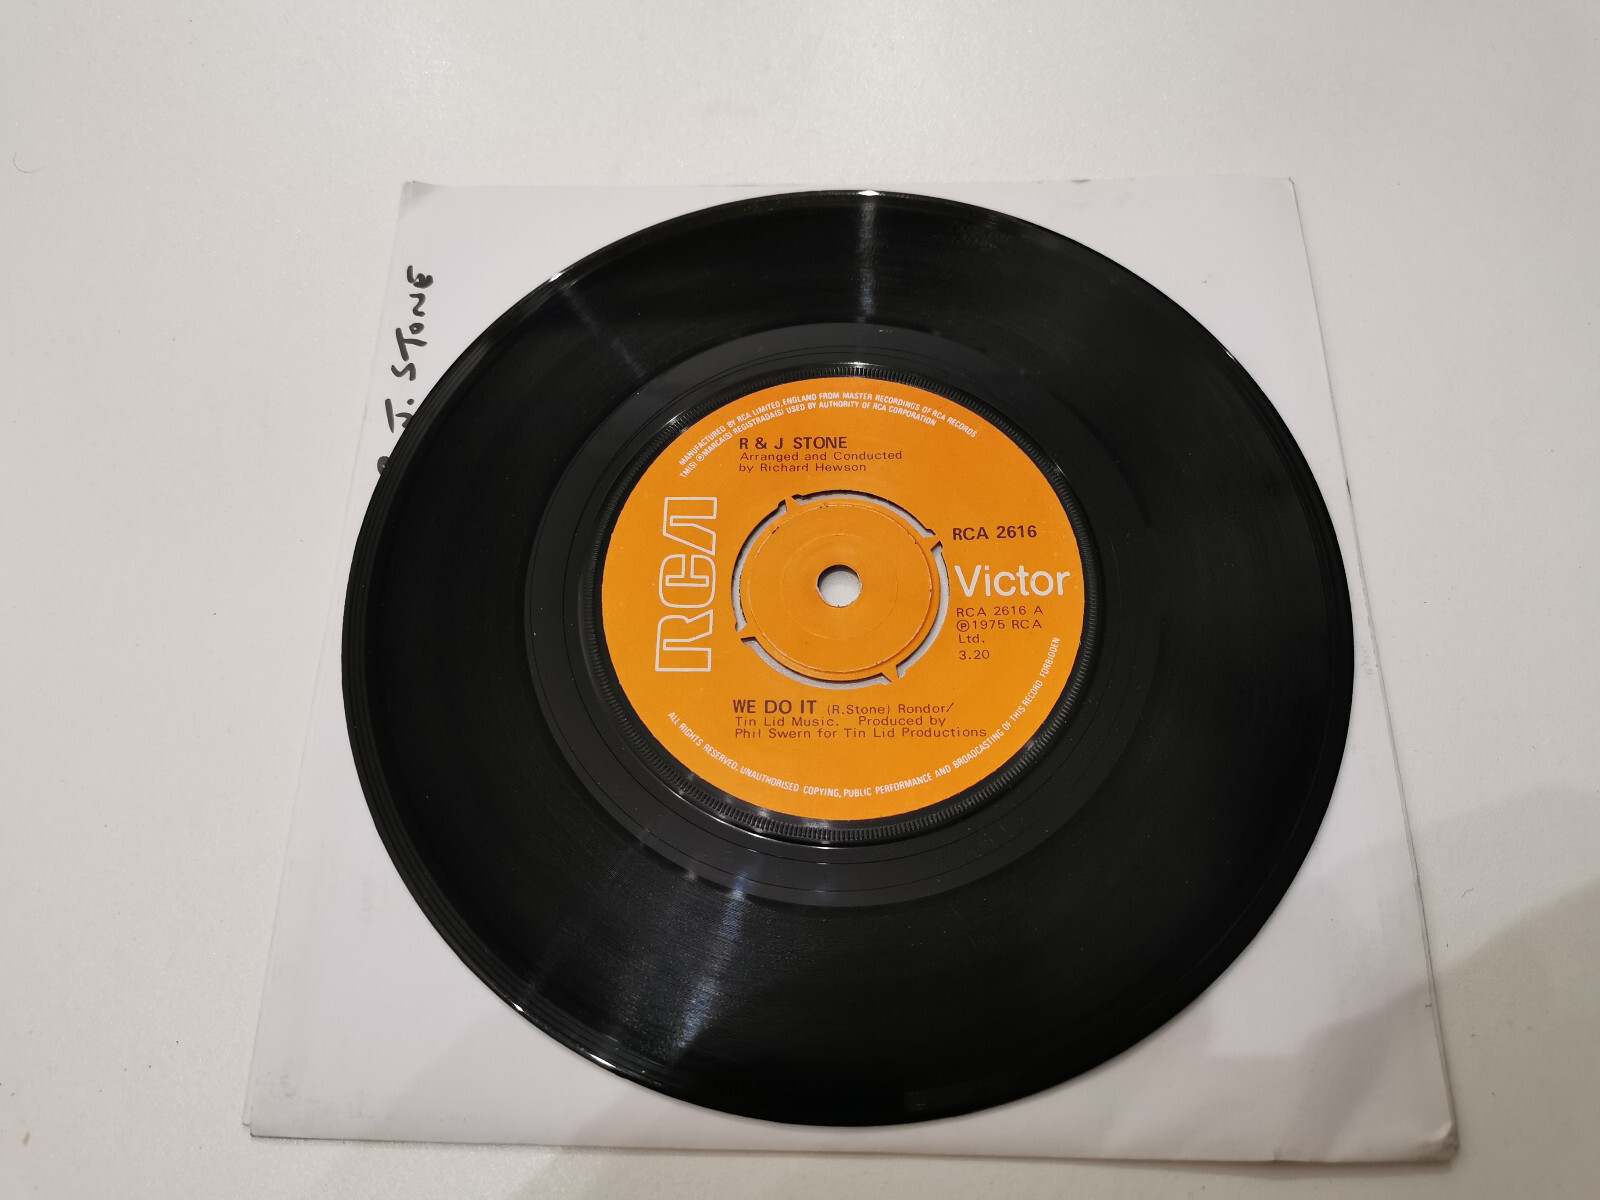 J. STONE
MANUFACTURED BY RCA LIMITED, ENGLAND FROM MASTER RECORDINGS OF RCA RECORDS
TM(S) ® MARCA(S) REGISTRADA(S) USED BY AUTHORITY OF RCA CORPORATION
R & J STONE
Arranged and Conducted
by Richard Hewson
RCA
RCA 2616
Victor
RCA 2616 A
℗1975 RCA
Ltd.
3.20
WE DO IT (R.Stone) Rondor/
Tin Lid Music. Produced by
Phil Swern for Tin Lid Productions
ALL RIGHTS RESERVED. UNAUTHORISED COPYING, PUBLIC PERFORMANCE AND BROADCASTING OF THIS RECORD FORBIDDEN